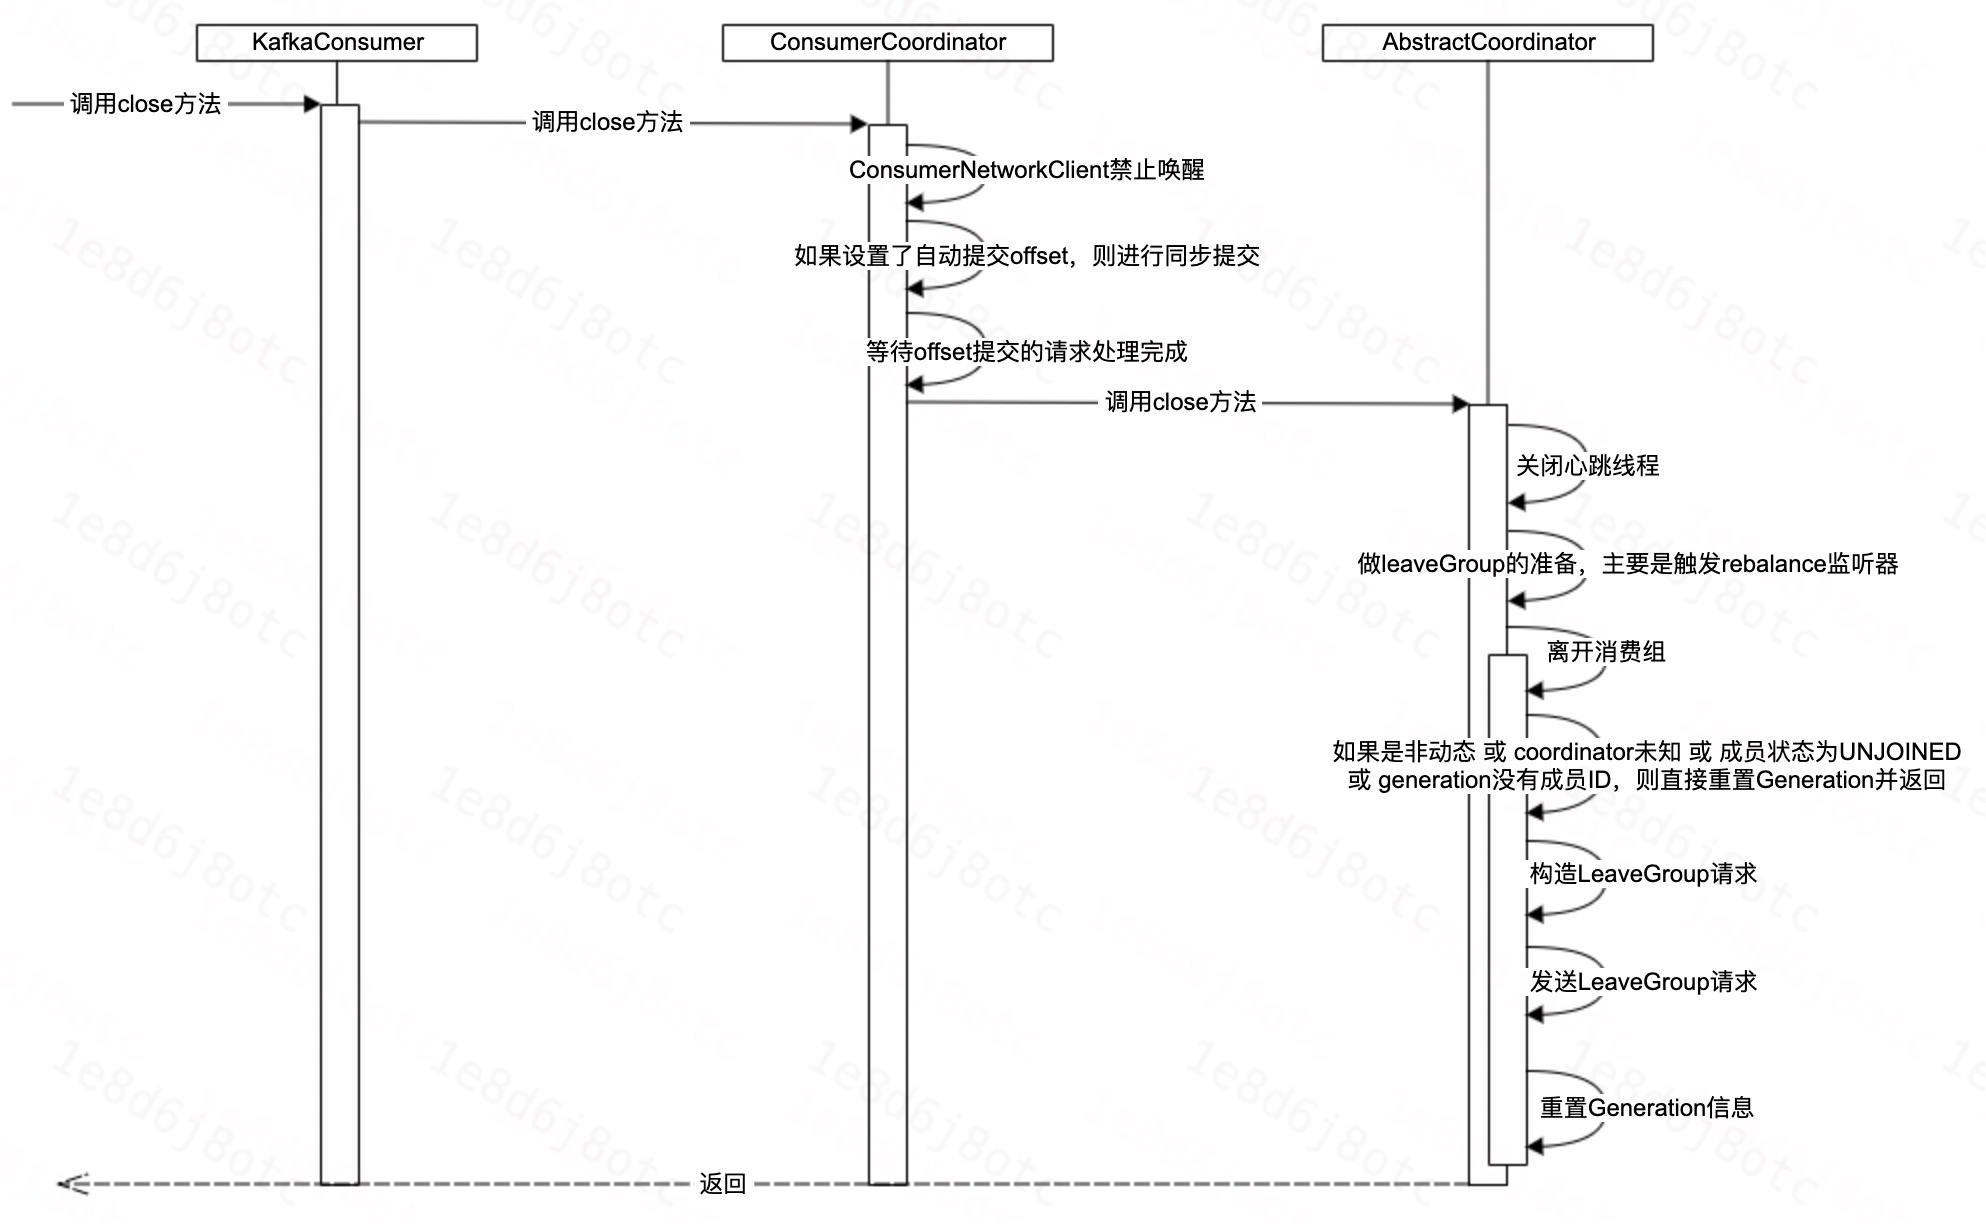 KafkaConsumer
ConsumerCoordinator
AbstractCoordinator
调用close方法
调用close方法
ConsumerNetworkClient禁止唤醒
如果设置了自动提交offset，则进行同步提交
等待offset提交的请求处理完成
调用close方法
关闭心跳线程
做leaveGroup的准备，主要是触发rebalance监听器
离开消费组
如果是非动态 或 coordinator未知 或 成员状态为UNJOINED
或 generation没有成员ID，则直接重置Generation并返回
构造LeaveGroup请求
发送LeaveGroup请求
重置Generation信息
返回
1e8d6j8otc